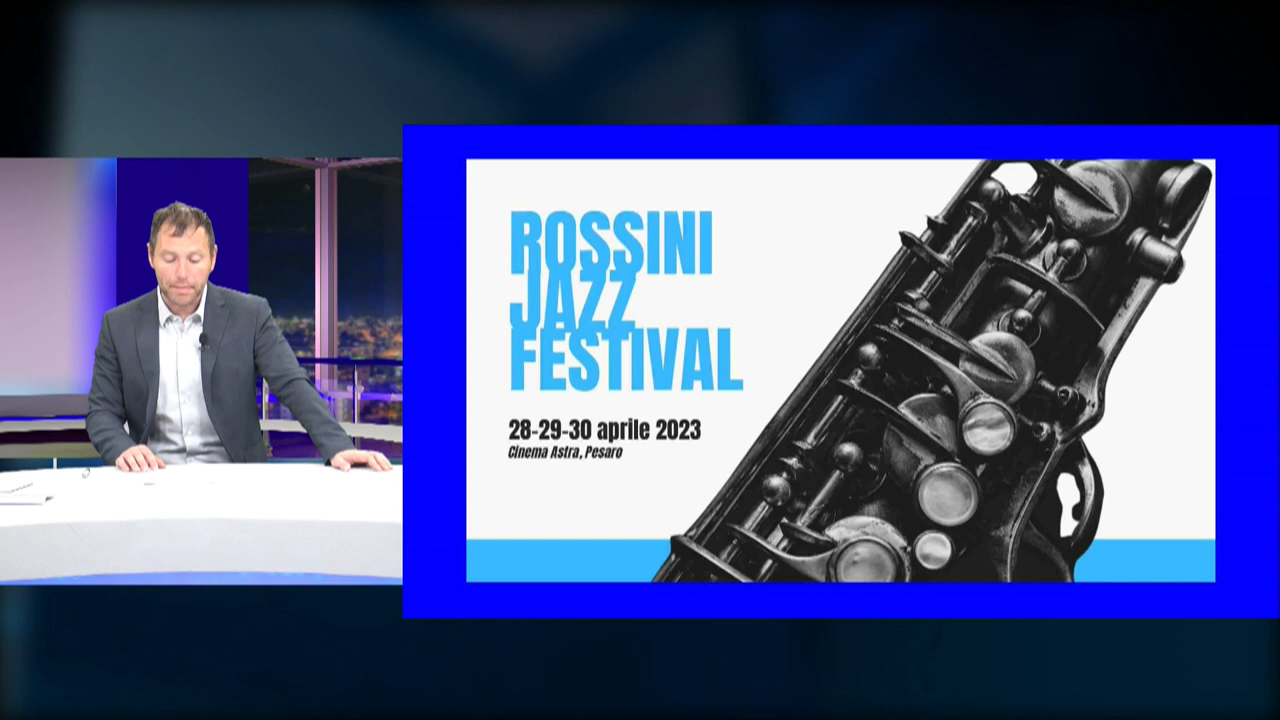 ROSSINI
JAZZ
FESTIVAL
28-29-30 aprile 2023
Cinema Astra, Pesaro